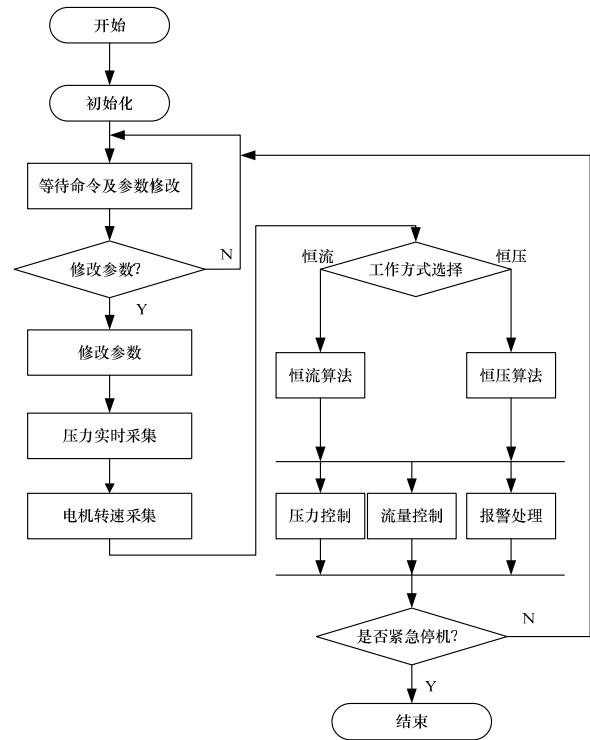 开始
初始化
等待命令及参数修改
修改参数?
N
Y
修改参数
压力实时采集
电机转速采集
工作方式选择
恒流
恒压
恒流算法
恒压算法
压力控制
流量控制
报警处理
是否紧急停机?
N
Y
结束